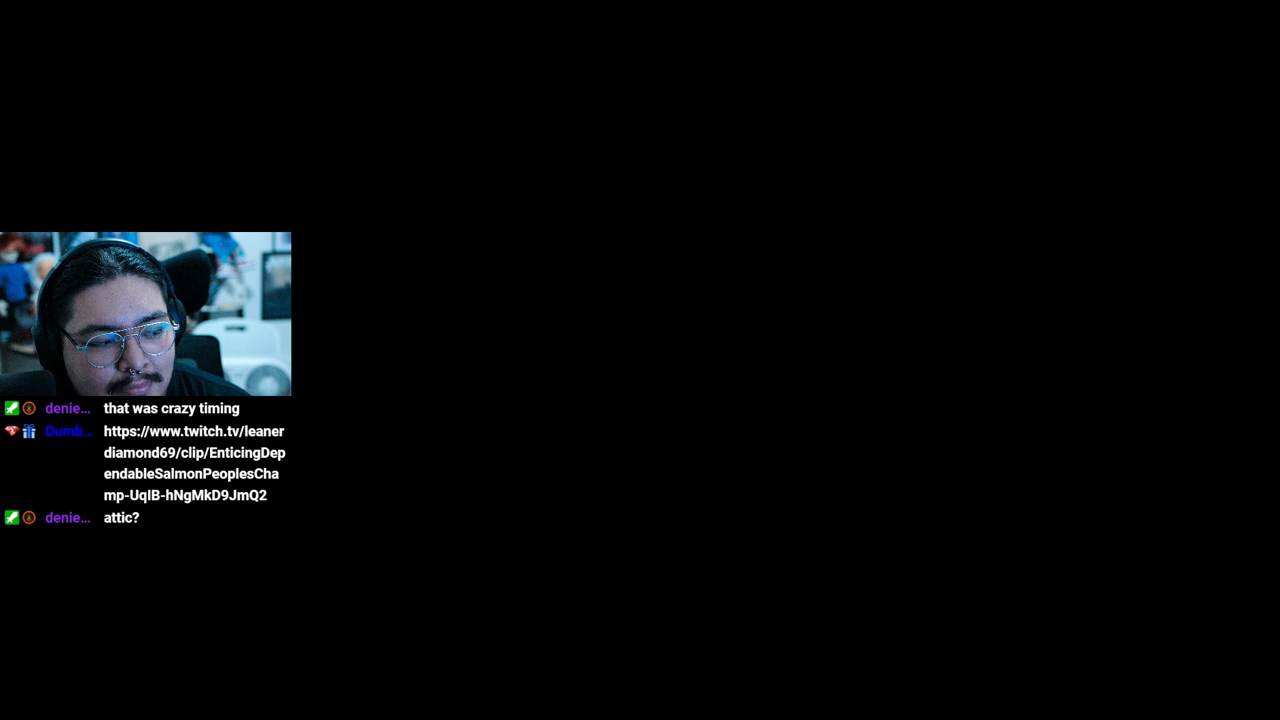 denie... that was crazy timing
Dumb... https://www.twitch.tv/leaner
diamond69/clip/EnticingDep
endableSalmonPeoplesCha
mp-UqIB-hNgMkD9JmQ2
denie... attic?